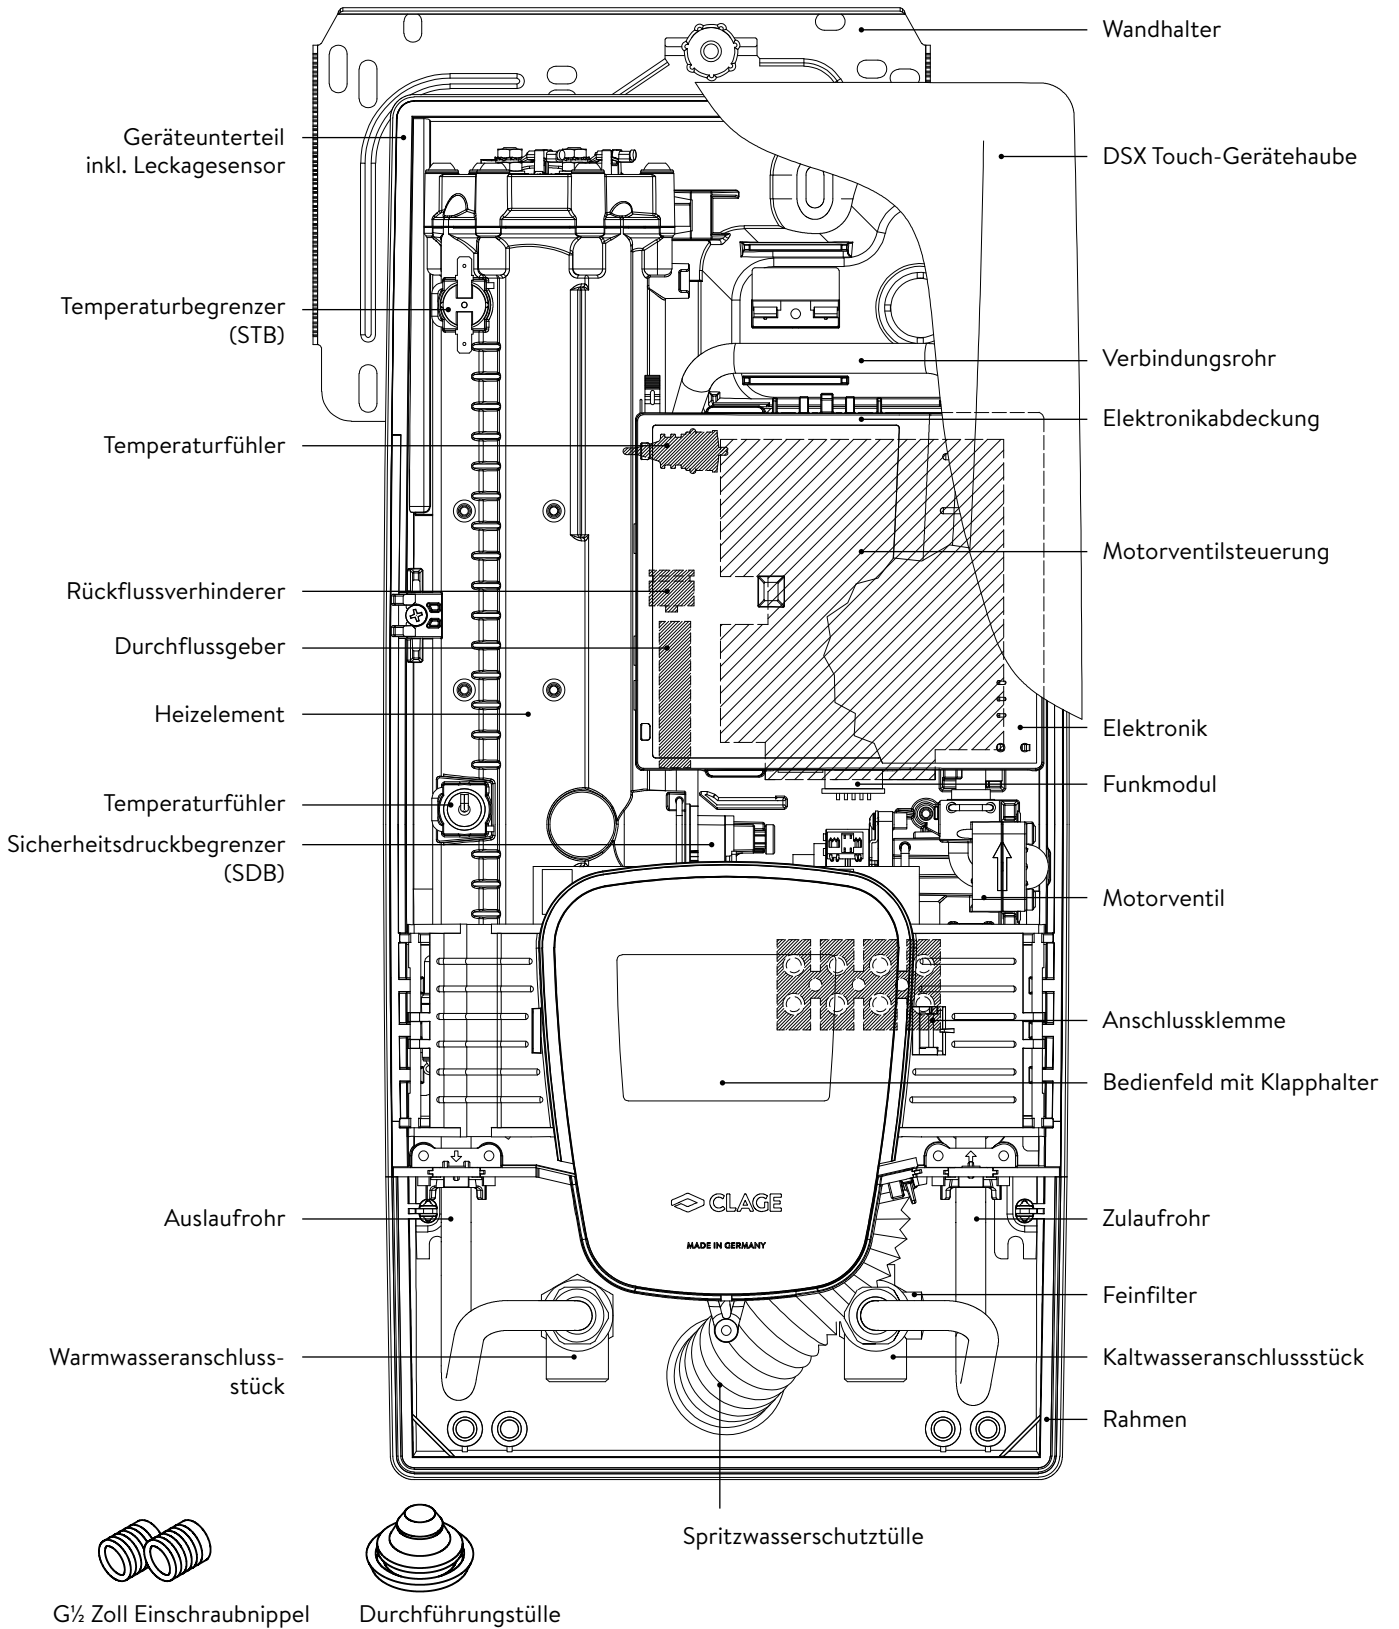 Wandhalter
Geräteunterteil
inkl. Leckagesensor
DSX Touch-Gerätehaube
Temperaturbegrenzer
(STB)
Verbindungsrohr
Elektronikabdeckung
Temperaturfühler
Motorventilsteuerung
Rückflussverhinderer
Durchflussgeber
Heizelement
Elektronik
Funkmodul
Temperaturfühler
Sicherheitsdruckbegrenzer
(SDB)
Motorventil
Anschlussklemme
Bedienfeld mit Klapphalter
CLAGE
MADE IN GERMANY
Auslaufrohr
Zulaufrohr
Feinfilter
Warmwasseranschluss-
stück
Kaltwasseranschlussstück
Rahmen
Spritzwasserschutztülle
G½ Zoll Einschraubnippel
Durchführungstülle